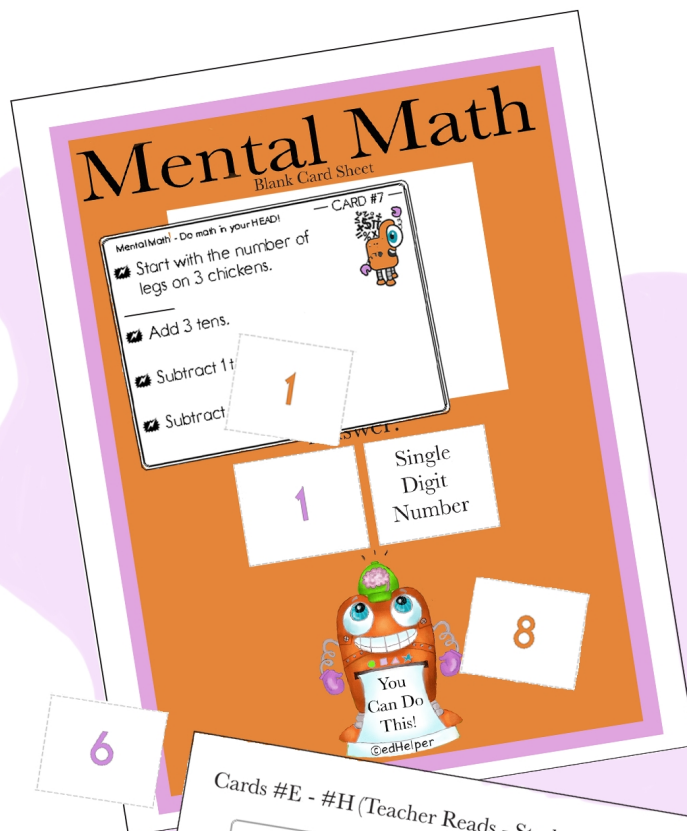 Mental Math
Blank Card Sheet
CARD #7
Mental Math - Do math in your HEAD!
Start with the number of
legs on 3 chickens.
Add 3 tens.
Subtract 1
Subtract
1
1
Single
Digit
Number
8
You
Can Do
This!
©edHelper
6
Cards #E - #H (Teacher Reads -